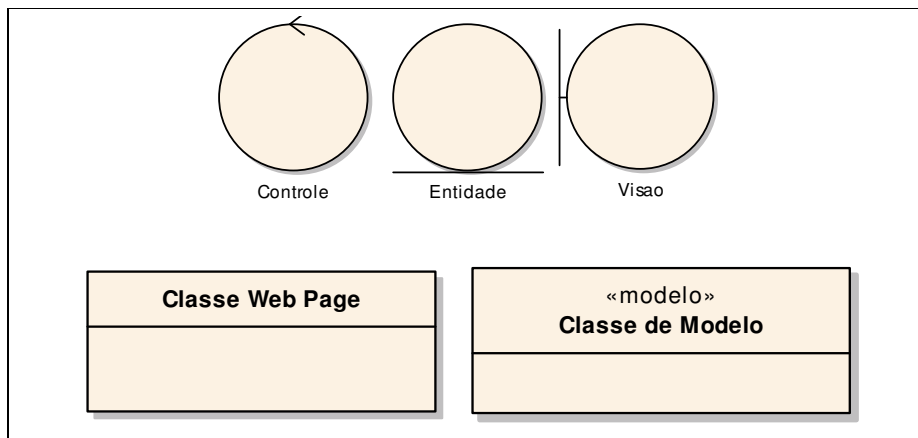 Controle
Entidade
Visao
Classe Web Page
«modelo»
Classe de Modelo